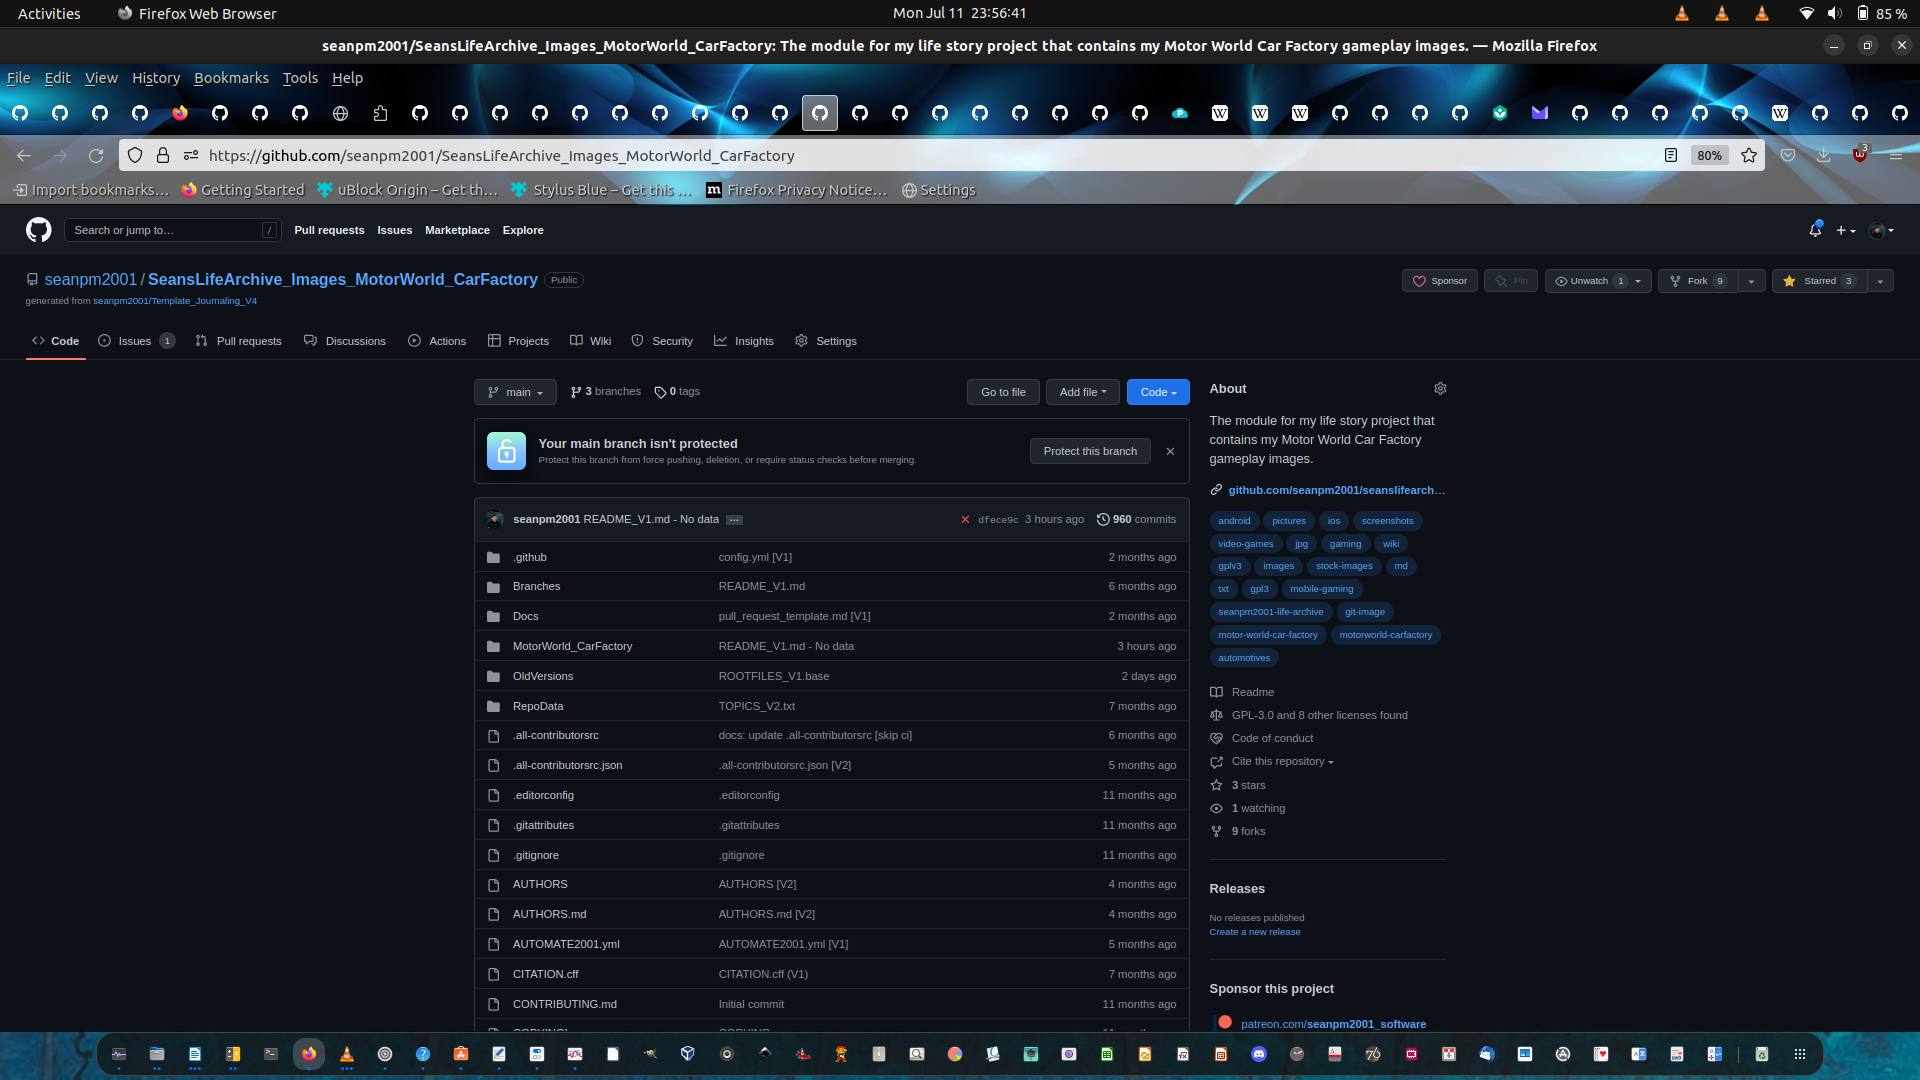 Activities Firefox Web Browser Mon Jul 11 23:56:41 85 %
seanpm2001/SeansLifeArchive_Images_MotorWorld_CarFactory: The module for my life story project that contains my Motor World Car Factory gameplay images. — Mozilla Firefox
File Edit View History Bookmarks Tools Help
https://github.com/seanpm2001/SeansLifeArchive_Images_MotorWorld_CarFactory 80% 3
Import bookmarks… Getting Started uBlock Origin – Get th… Stylus Blue – Get this … Firefox Privacy Notice… Settings
Search or jump to… / Pull requests Issues Marketplace Explore
seanpm2001 / SeansLifeArchive_Images_MotorWorld_CarFactory Public Sponsor Pin Unwatch 1 Fork 9 Starred 3
generated from seanpm2001/Template_Journaling_V4
Code Issues 1 Pull requests Discussions Actions Projects Wiki Security Insights Settings
main 3 branches 0 tags Go to file Add file Code
Your main branch isn't protected
Protect this branch from force pushing, deletion, or require status checks before merging.
Protect this branch
seanpm2001 README_V1.md - No data ... dfece9c 3 hours ago 960 commits
.github config.yml [V1] 2 months ago
Branches README_V1.md 6 months ago
Docs pull_request_template.md [V1] 2 months ago
MotorWorld_CarFactory README_V1.md - No data 3 hours ago
OldVersions ROOTFILES_V1.base 2 days ago
RepoData TOPICS_V2.txt 7 months ago
.all-contributorsrc docs: update .all-contributorsrc [skip ci] 6 months ago
.all-contributorsrc.json .all-contributorsrc.json [V2] 5 months ago
.editorconfig .editorconfig 11 months ago
.gitattributes .gitattributes 11 months ago
.gitignore .gitignore 11 months ago
AUTHORS AUTHORS [V2] 4 months ago
AUTHORS.md AUTHORS.md [V2] 4 months ago
AUTOMATE2001.yml AUTOMATE2001.yml [V1] 5 months ago
CITATION.cff CITATION.cff (V1) 7 months ago
CONTRIBUTING.md Initial commit 11 months ago
About
The module for my life story project that
contains my Motor World Car Factory
gameplay images.
github.com/seanpm2001/seanslifearch…
android pictures ios screenshots
video-games jpg gaming wiki
gplv3 images stock-images md
txt gpl3 mobile-gaming
seanpm2001-life-archive git-image
motor-world-car-factory motorworld-carfactory
automotives
Readme
GPL-3.0 and 8 other licenses found
Code of conduct
Cite this repository
3 stars
1 watching
9 forks
Releases
No releases published
Create a new release
Sponsor this project
patreon.com/seanpm2001_software